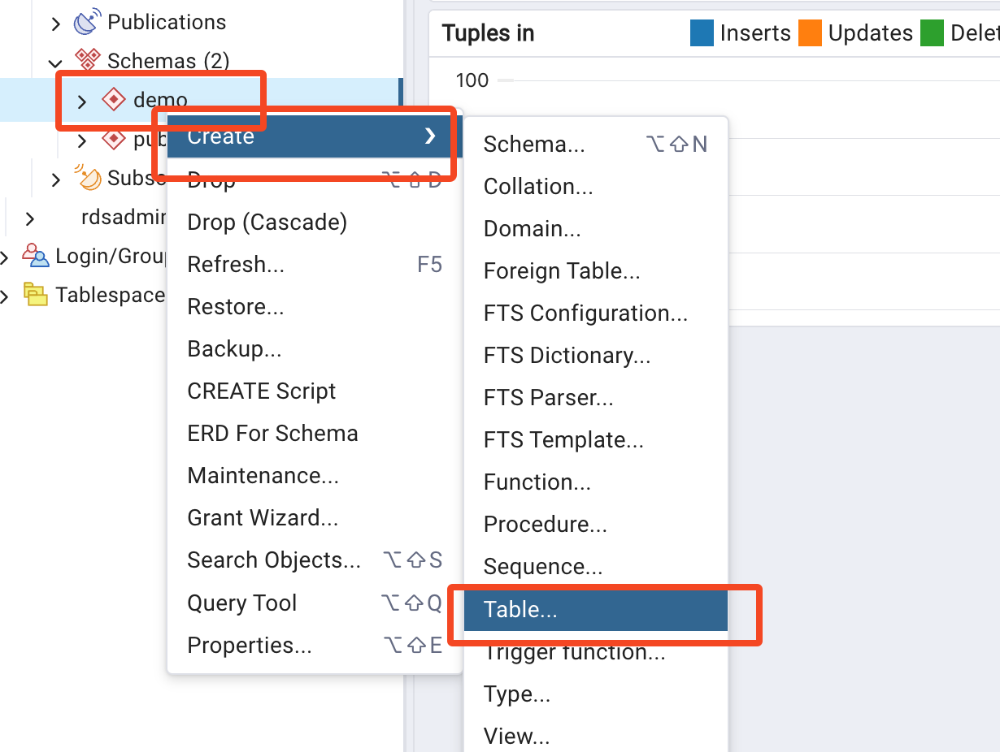 Publications
Schemas (2)
demo
Subsc
rdsadmin
Login/Group
Tablespace
Tuples in
Inserts
Updates
Delet
100
Create ❯
Drop ⌥⇧D
Drop (Cascade)
Refresh... F5
Restore...
Backup...
CREATE Script
ERD For Schema
Maintenance...
Grant Wizard...
Search Objects... ⌥⇧S
Query Tool ⌥⇧Q
Properties... ⌥⇧E
Schema... ⌥⇧N
Collation...
Domain...
Foreign Table...
FTS Configuration...
FTS Dictionary...
FTS Parser...
FTS Template...
Function...
Procedure...
Sequence...
Table...
Trigger function...
Type...
View...